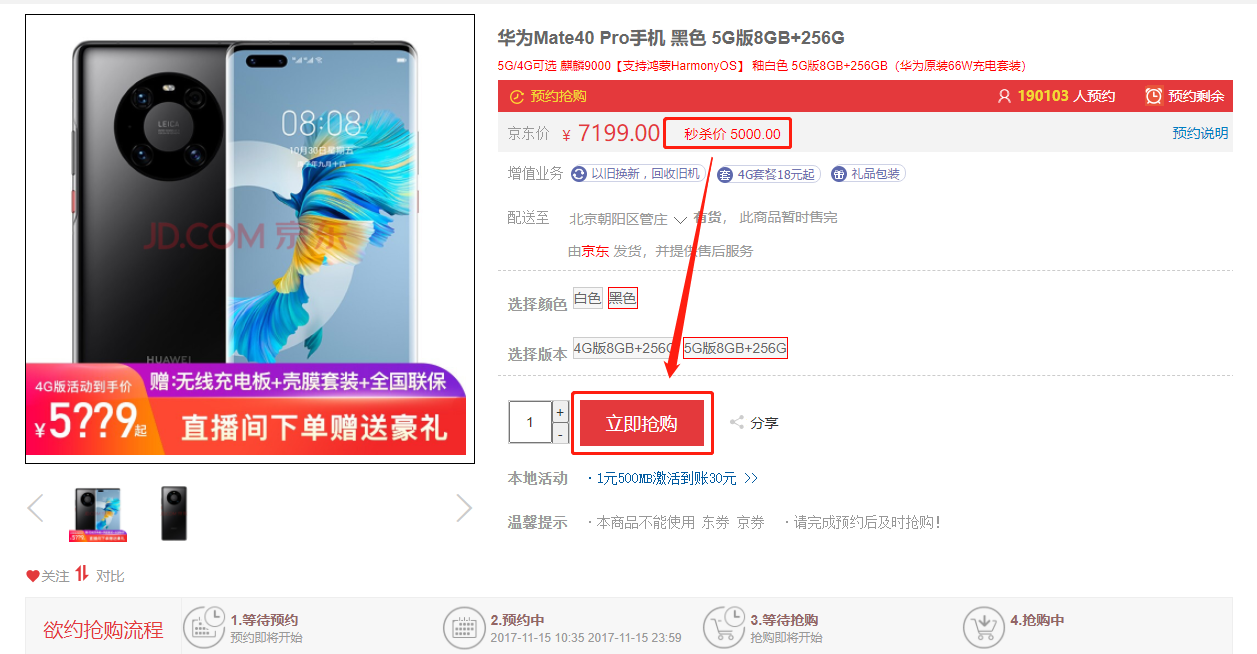 华为Mate40 Pro手机 黑色 5G版8GB+256G
5G/4G可选 麒麟9000【支持鸿蒙HarmonyOS】 釉白色 5G版8GB+256GB（华为原装66W充电套装）
预约抢购 190103 人预约 预约剩余
京东价 ￥ 7199.00 秒杀价 5000.00 预约说明
增值业务 以旧换新，回收旧机 套 4G套餐18元起 礼品包装
配送至 北京朝阳区管庄 有货， 此商品暂时售完
由京东 发货，并提供售后服务
选择颜色 白色 黑色
选择版本 4G版8GB+256G 5G版8GB+256G
1 + - 立即抢购 分享
本地活动 ·1元500MB激活到账30元 >>
温馨提示 ·本商品不能使用 东券 京券 ·请完成预约后及时抢购！
LEICA
08:08
10月30日星期五
JD.COM 京东
HUAWEI
4G版活动到手价
￥5??9起
赠:无线充电板+壳膜套装+全国联保
直播间下单赠送豪礼
关注 对比
欲约抢购流程
1.等待预约
预约即将开始
2.预约中
2017-11-15 10:35 2017-11-15 23:59
3.等待抢购
抢购即将开始
4.抢购中